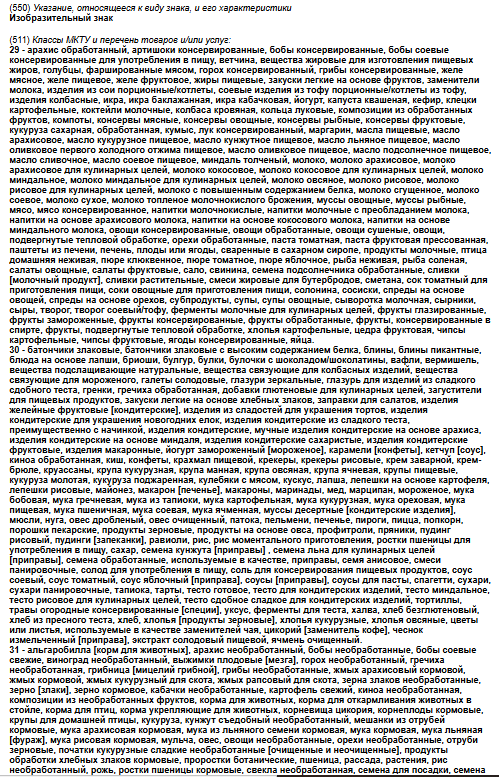 (550) Указание, относящееся к виду знака, и его характеристики
Изобразительный знак
(511) Классы МКТУ и перечень товаров и/или услуг:
29 - арахис обработанный, артишоки консервированные, бобы консервированные, бобы соевые
консервированные для употребления в пищу, ветчина, вещества жировые для изготовления пищевых
жиров, голубцы, фаршированные мясом, горох консервированный, грибы консервированные, желе
мясное, желе пищевое, желе фруктовое, жиры пищевые, закуски легкие на основе фруктов, заменители
молока, изделия из сои порционные/котлеты, соевые изделия из тофу порционные/котлеты из тофу,
изделия колбасные, икра, икра баклажанная, икра кабачковая, йогурт, капуста квашеная, кефир, клецки
картофельные, коктейли молочные, колбаса кровяная, кольца луковые, композиции из обработанных
фруктов, компоты, консервы мясные, консервы овощные, консервы рыбные, консервы фруктовые,
кукуруза сахарная, обработанная, кумыс, лук консервированный, маргарин, масла пищевые, масло
арахисовое, масло кукурузное пищевое, масло кунжутное пищевое, масло льняное пищевое, масло
оливковое первого холодного отжима пищевое, масло оливковое пищевое, масло подсолнечное пищевое,
масло сливочное, масло соевое пищевое, миндаль толченый, молоко, молоко арахисовое, молоко
арахисовое для кулинарных целей, молоко кокосовое, молоко кокосовое для кулинарных целей, молоко
миндальное, молоко миндальное для кулинарных целей, молоко овсяное, молоко рисовое, молоко
рисовое для кулинарных целей, молоко с повышенным содержанием белка, молоко сгущенное, молоко
соевое, молоко сухое, молоко топленое молочнокислого брожения, муссы овощные, муссы рыбные,
мясо, мясо консервированное, напитки молочнокислые, напитки молочные с преобладанием молока,
напитки на основе арахисового молока, напитки на основе кокосового молока, напитки на основе
миндального молока, овощи консервированные, овощи обработанные, овощи сушеные, овощи,
подвергнутые тепловой обработке, орехи обработанные, паста томатная, паста фруктовая прессованная,
паштеты из печени, печень, плоды или ягоды, сваренные в сахарном сиропе, продукты молочные, птица
домашняя неживая, пюре клюквенное, пюре томатное, пюре яблочное, рыба неживая, рыба соленая,
салаты овощные, салаты фруктовые, сало, свинина, семена подсолнечника обработанные, сливки
[молочный продукт], сливки растительные, смеси жировые для бутербродов, сметана, сок томатный для
приготовления пищи, соки овощные для приготовления пищи, солонина, сосиски, спреды на основе
овощей, спреды на основе орехов, субпродукты, супы, супы овощные, сыворотка молочная, сырники,
сыры, творог, творог соевый/тофу, ферменты молочные для кулинарных целей, фрукты глазированные,
фрукты замороженные, фрукты консервированные, фрукты обработанные, фрукты, консервированные в
спирте, фрукты, подвергнутые тепловой обработке, хлопья картофельные, цедра фруктовая, чипсы
картофельные, чипсы фруктовые, ягоды консервированные, яйца.
30 - батончики злаковые, батончики злаковые с высоким содержанием белка, блины, блины пикантные,
блюда на основе лапши, бриоши, булгур, булки, булочки с шоколадом/шоколатины, вафли, вермишель,
вещества подслащивающие натуральные, вещества связующие для колбасных изделий, вещества
связующие для мороженого, галеты солодовые, глазури зеркальные, глазурь для изделий из сладкого
сдобного теста, гренки, гречиха обработанная, добавки глютеновые для кулинарных целей, загустители
для пищевых продуктов, закуски легкие на основе хлебных злаков, заправки для салатов, изделия
желейные фруктовые [кондитерские], изделия из сладостей для украшения тортов, изделия
кондитерские для украшения новогодних елок, изделия кондитерские из сладкого теста,
преимущественно с начинкой, изделия кондитерские, мучные изделия кондитерские на основе арахиса,
изделия кондитерские на основе миндаля, изделия кондитерские сахаристые, изделия кондитерские
фруктовые, изделия макаронные, йогурт замороженный [мороженое], карамели [конфеты], кетчуп [соус],
киноа обработанная, киш, конфеты, крахмал пищевой, крекеры, крекеры рисовые, крем заварной, крем-
брюле, круассаны, крупа кукурузная, крупа манная, крупа овсяная, крупа ячневая, крупы пищевые,
кукуруза молотая, кукуруза поджаренная, кулебяки с мясом, кускус, лапша, лепешки на основе картофеля,
лепешки рисовые, майонез, макарон [печенье], макароны, маринады, мед, марципан, мороженое, мука
бобовая, мука гречневая, мука из тапиоки, мука картофельная, мука кукурузная, мука ореховая, мука
пищевая, мука пшеничная, мука соевая, мука ячменная, муссы десертные [кондитерские изделия],
мюсли, нуга, овес дробленый, овес очищенный, патока, пельмени, печенье, пироги, пицца, попкорн,
порошки пекарские, продукты зерновые, продукты на основе овса, профитроли, пряники, пудинг
рисовый, пудинги [запеканки], равиоли, рис, рис моментального приготовления, ростки пшеницы для
употребления в пищу, сахар, семена кунжута [приправы] , семена льна для кулинарных целей
[приправы], семена обработанные, используемые в качестве, приправы, семя анисовое, смеси
панировочные, солод для употребления в пищу, соль для консервирования пищевых продуктов, соус
соевый, соус томатный, соус яблочный [приправа], соусы [приправы], соусы для пасты, спагетти, сухари,
сухари панировочные, тапиока, тарты, тесто готовое, тесто для кондитерских изделий, тесто миндальное,
тесто рисовое для кулинарных целей, тесто сдобное сладкое для кондитерских изделий, тортиллы,
травы огородные консервированные [специи], уксус, ферменты для теста, халва, хлеб безглютеновый,
хлеб из пресного теста, хлеб, хлопья [продукты зерновые], хлопья кукурузные, хлопья овсяные, цветы
или листья, используемые в качестве заменителей чая, цикорий [заменитель кофе], чеснок
измельченный [приправа], экстракт солодовый пищевой, ячмень очищенный.
31 - альгаробилла [корм для животных], арахис необработанный, бобы необработанные, бобы соевые
свежие, виноград необработанный, выжимки плодовые [мезга], горох необработанный, гречиха
необработанная, грибница [мицелий грибной], грибы необработанные, жмых арахисовый кормовой,
жмых кормовой, жмых кукурузный для скота, жмых рапсовый для скота, зерна злаков необработанные,
зерно [злаки], зерно кормовое, кабачки необработанные, картофель свежий, киноа необработанная,
композиции из необработанных фруктов, корма для животных, корма для откармливания животных в
стойле, корма для птиц, корма укрепляющие для животных, корневища цикория, корнеплоды кормовые,
крупы для домашней птицы, кукуруза, кунжут съедобный необработанный, мешанки из отрубей
кормовые, мука арахисовая кормовая, мука из льняного семени кормовая, мука кормовая, мука льняная
[фураж], мука рисовая кормовая, мульча, овес, овощи необработанные, орехи необработанные, отруби
зерновые, початки кукурузные сладкие необработанные [очищенные и неочищенные], продукты
обработки хлебных злаков кормовые, проростки ботанические, пшеница, рассада, растения, рис
необработанный, рожь, ростки пшеницы кормовые, свекла необработанная, семена для посадки, семена